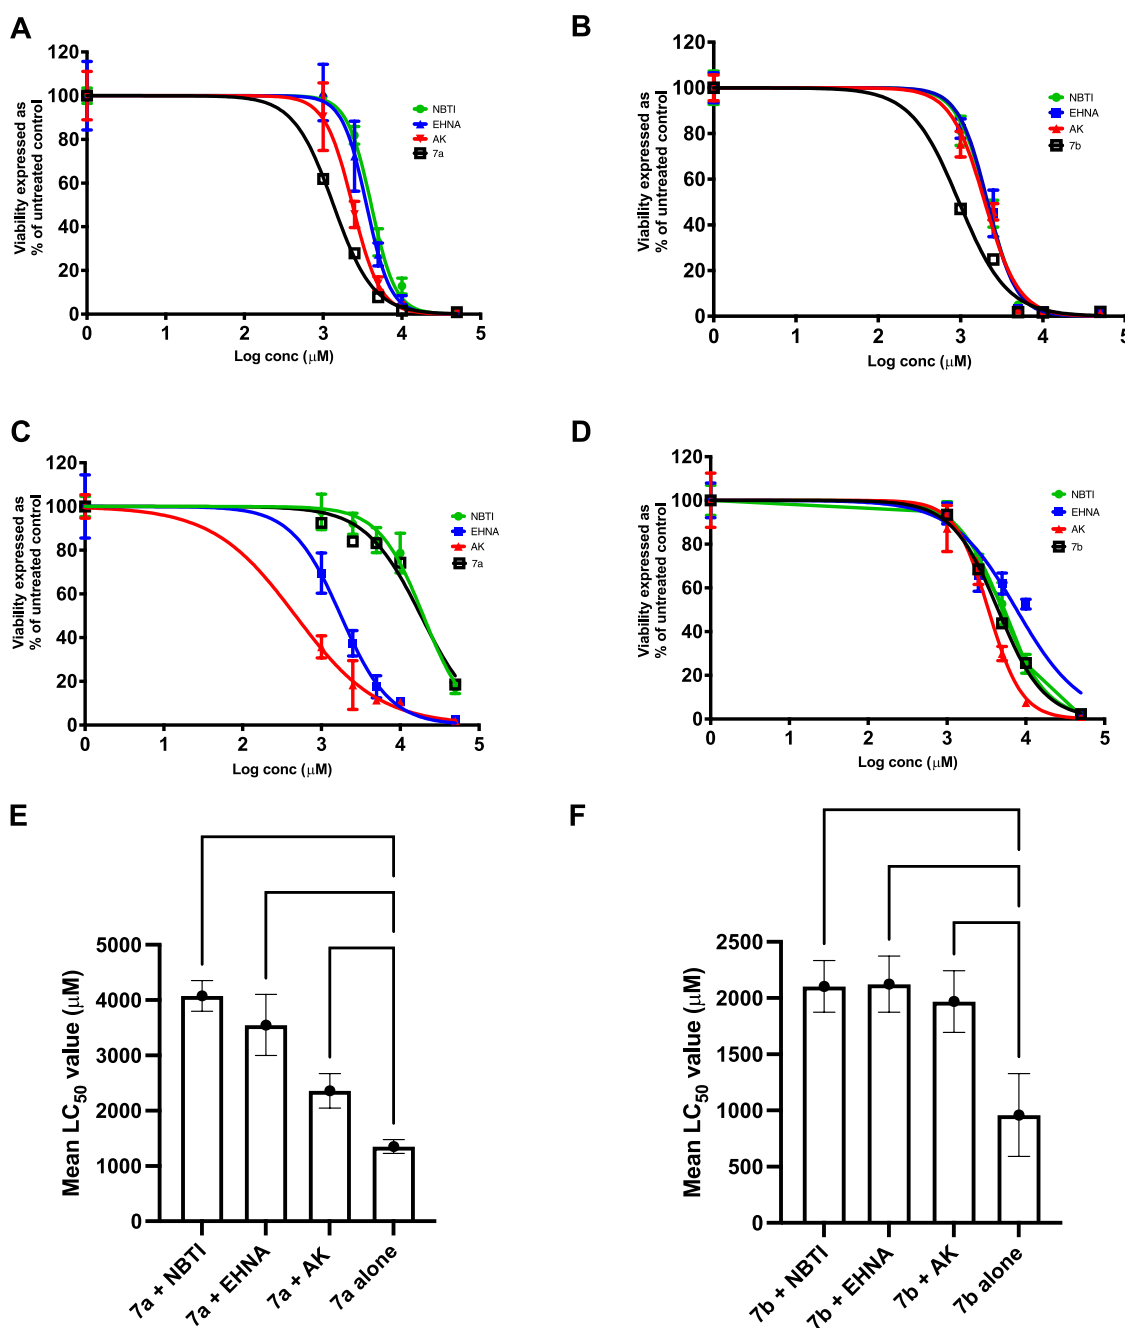 A
Viability expressed as
% of untreated control
120
100
80
60
40
20
0
0 1 2 3 4 5
Log conc (μM)
NBTI
EHNA
AK
7a
B
Viability expressed as
% of untreated control
120
100
80
60
40
20
0
0 1 2 3 4 5
Log conc (μM)
NBTI
EHNA
AK
7b
C
Viability expressed as
% of untreated control
120
100
80
60
40
20
0
0 1 2 3 4 5
Log conc (μM)
NBTI
EHNA
AK
7a
D
Viability expressed as
% of untreated control
120
100
80
60
40
20
0
0 1 2 3 4 5
Log conc (μM)
NBTI
EHNA
AK
7b
E
Mean LC50 value (μM)
5000
4000
3000
2000
1000
0
7a + NBTI
7a + EHNA
7a + AK
7a alone
F
Mean LC50 value (μM)
2500
2000
1500
1000
500
0
7b + NBTI
7b + EHNA
7b + AK
7b alone